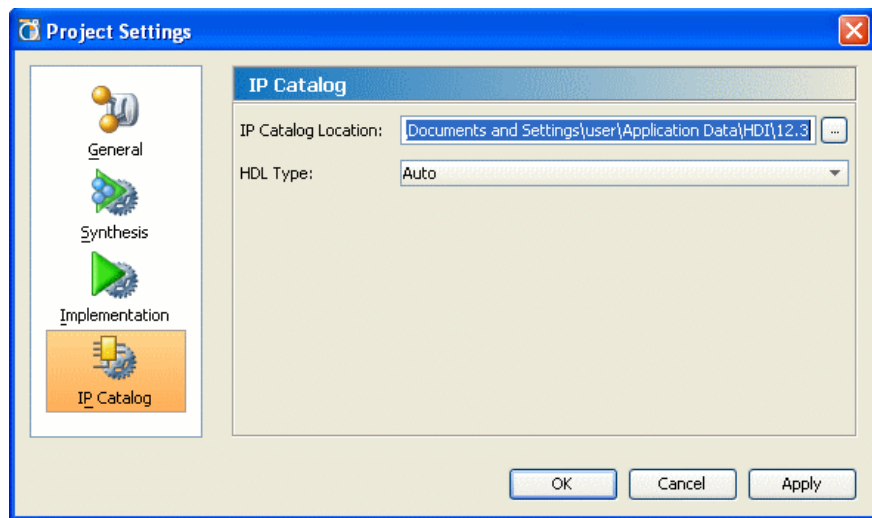 Project Settings
General
Synthesis
Implementation
IP Catalog
IP Catalog
IP Catalog Location: Documents and Settings\user\Application Data\HDI\12.3 ...
HDL Type: Auto
OK Cancel Apply